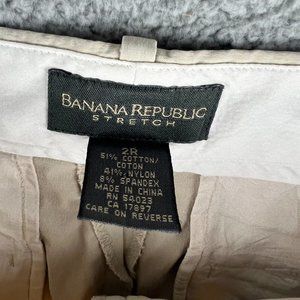 BANANA REPUBLIC
STRETCH
2R
51% COTTON/
COTON
41% NYLON
8% SPANDEX
MADE IN CHINA
RN 54023
CA 17897
CARE ON REVERSE